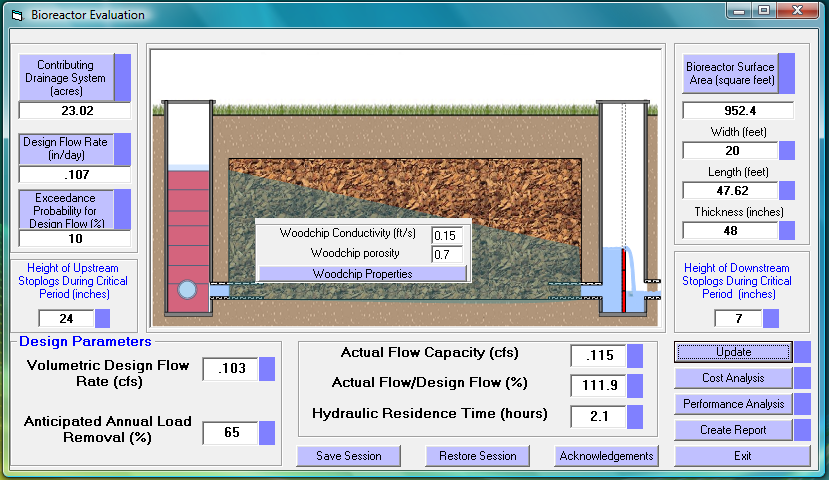 Bioreactor Evaluation
Contributing
Drainage System
(acres)
23.02
Design Flow Rate
(in/day)
.107
Exceedance
Probability for
Design Flow (%)
10
Height of Upstream
Stoplogs During Critical
Period (inches)
24
Woodchip Conductivity (ft/s)
0.15
Woodchip porosity
0.7
Woodchip Properties
Bioreactor Surface
Area (square feet)
952.4
Width (feet)
20
Length (feet)
47.62
Thickness (inches)
48
Height of Downstream
Stoplogs During Critical
Period (inches)
7
Design Parameters
Volumetric Design Flow
Rate (cfs)
.103
Anticipated Annual Load
Removal (%)
65
Actual Flow Capacity (cfs)
.115
Actual Flow/Design Flow (%)
111.9
Hydraulic Residence Time (hours)
2.1
Update
Cost Analysis
Performance Analysis
Create Report
Save Session
Restore Session
Acknowledgements
Exit